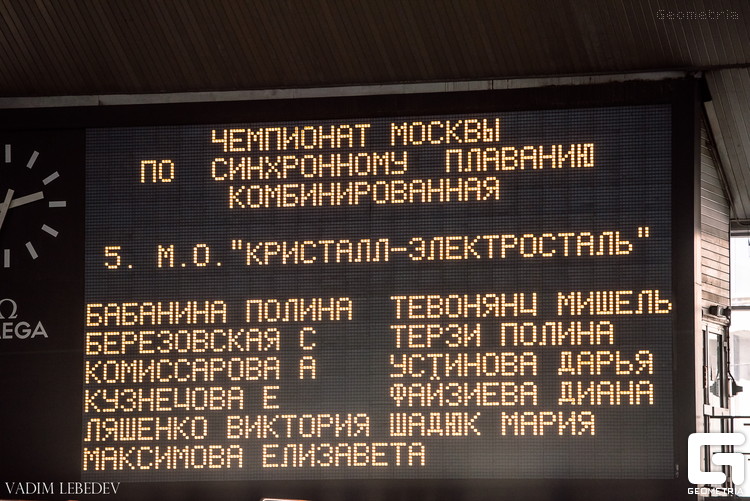 Geometria
ЧЕМПИОНАТ МОСКВЫ
ПО СИНХРОННОМУ ПЛАВАНИЮ
КОМБИНИРОВАННАЯ
5. М.О."КРИСТАЛЛ-ЭЛЕКТРОСТАЛЬ"
БАБАНИНА ПОЛИНА ТЕВОНЯНЦ МИШЕЛЬ
БЕРЕЗОВСКАЯ С ТЕРЗИ ПОЛИНА
КОМИССАРОВА А УСТИНОВА ДАРЬЯ
КУЗНЕЦОВА Е ФАЙЗИЕВА ДИАНА
ЛЯШЕНКО ВИКТОРИЯ ШАДЮК МАРИЯ
МАКСИМОВА ЕЛИЗАВЕТА
VADIM LEBEDEV
GEOMETRIA